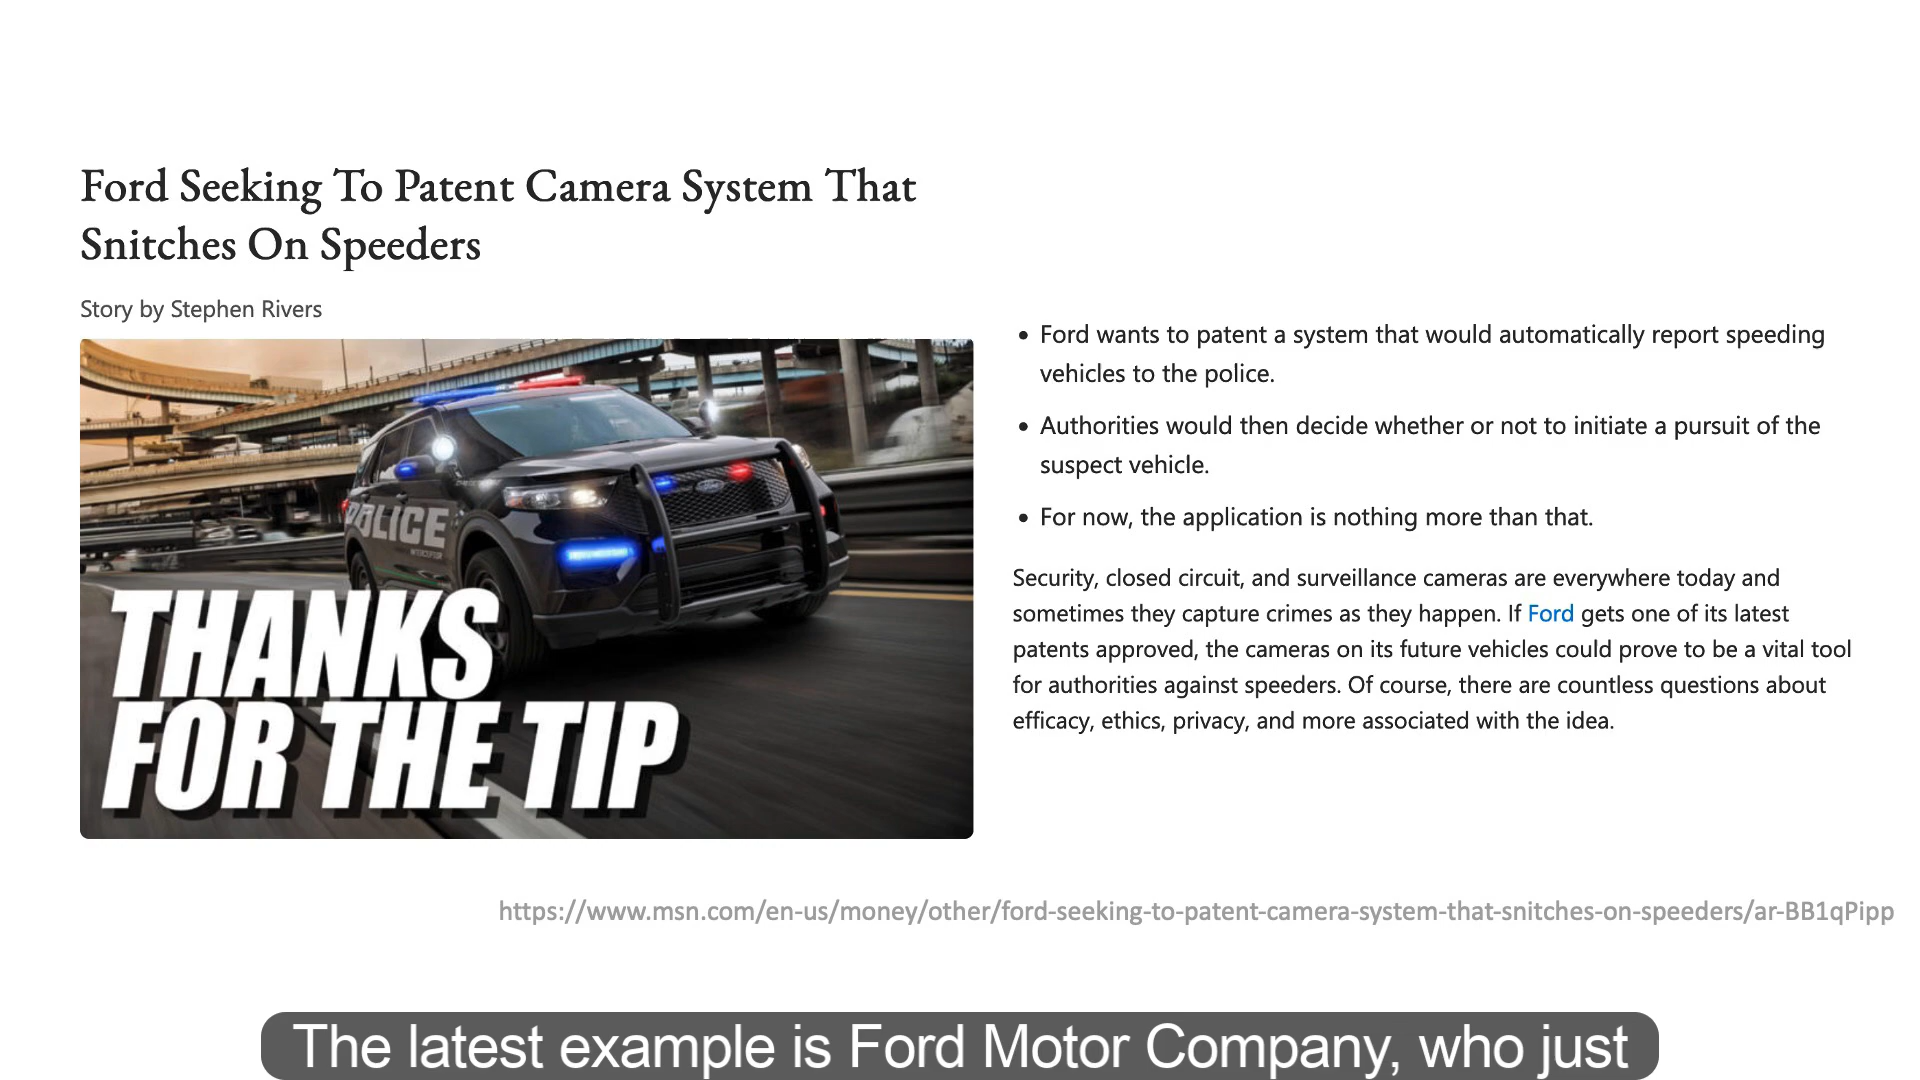 Ford Seeking To Patent Camera System That
Snitches On Speeders
Story by Stephen Rivers
POLICE
INTERCEPTOR
Ford
THANKS
FOR THE TIP
• Ford wants to patent a system that would automatically report speeding
vehicles to the police.
• Authorities would then decide whether or not to initiate a pursuit of the
suspect vehicle.
• For now, the application is nothing more than that.
Security, closed circuit, and surveillance cameras are everywhere today and
sometimes they capture crimes as they happen. If Ford gets one of its latest
patents approved, the cameras on its future vehicles could prove to be a vital tool
for authorities against speeders. Of course, there are countless questions about
efficacy, ethics, privacy, and more associated with the idea.
https://www.msn.com/en-us/money/other/ford-seeking-to-patent-camera-system-that-snitches-on-speeders/ar-BB1qPipp
The latest example is Ford Motor Company, who just